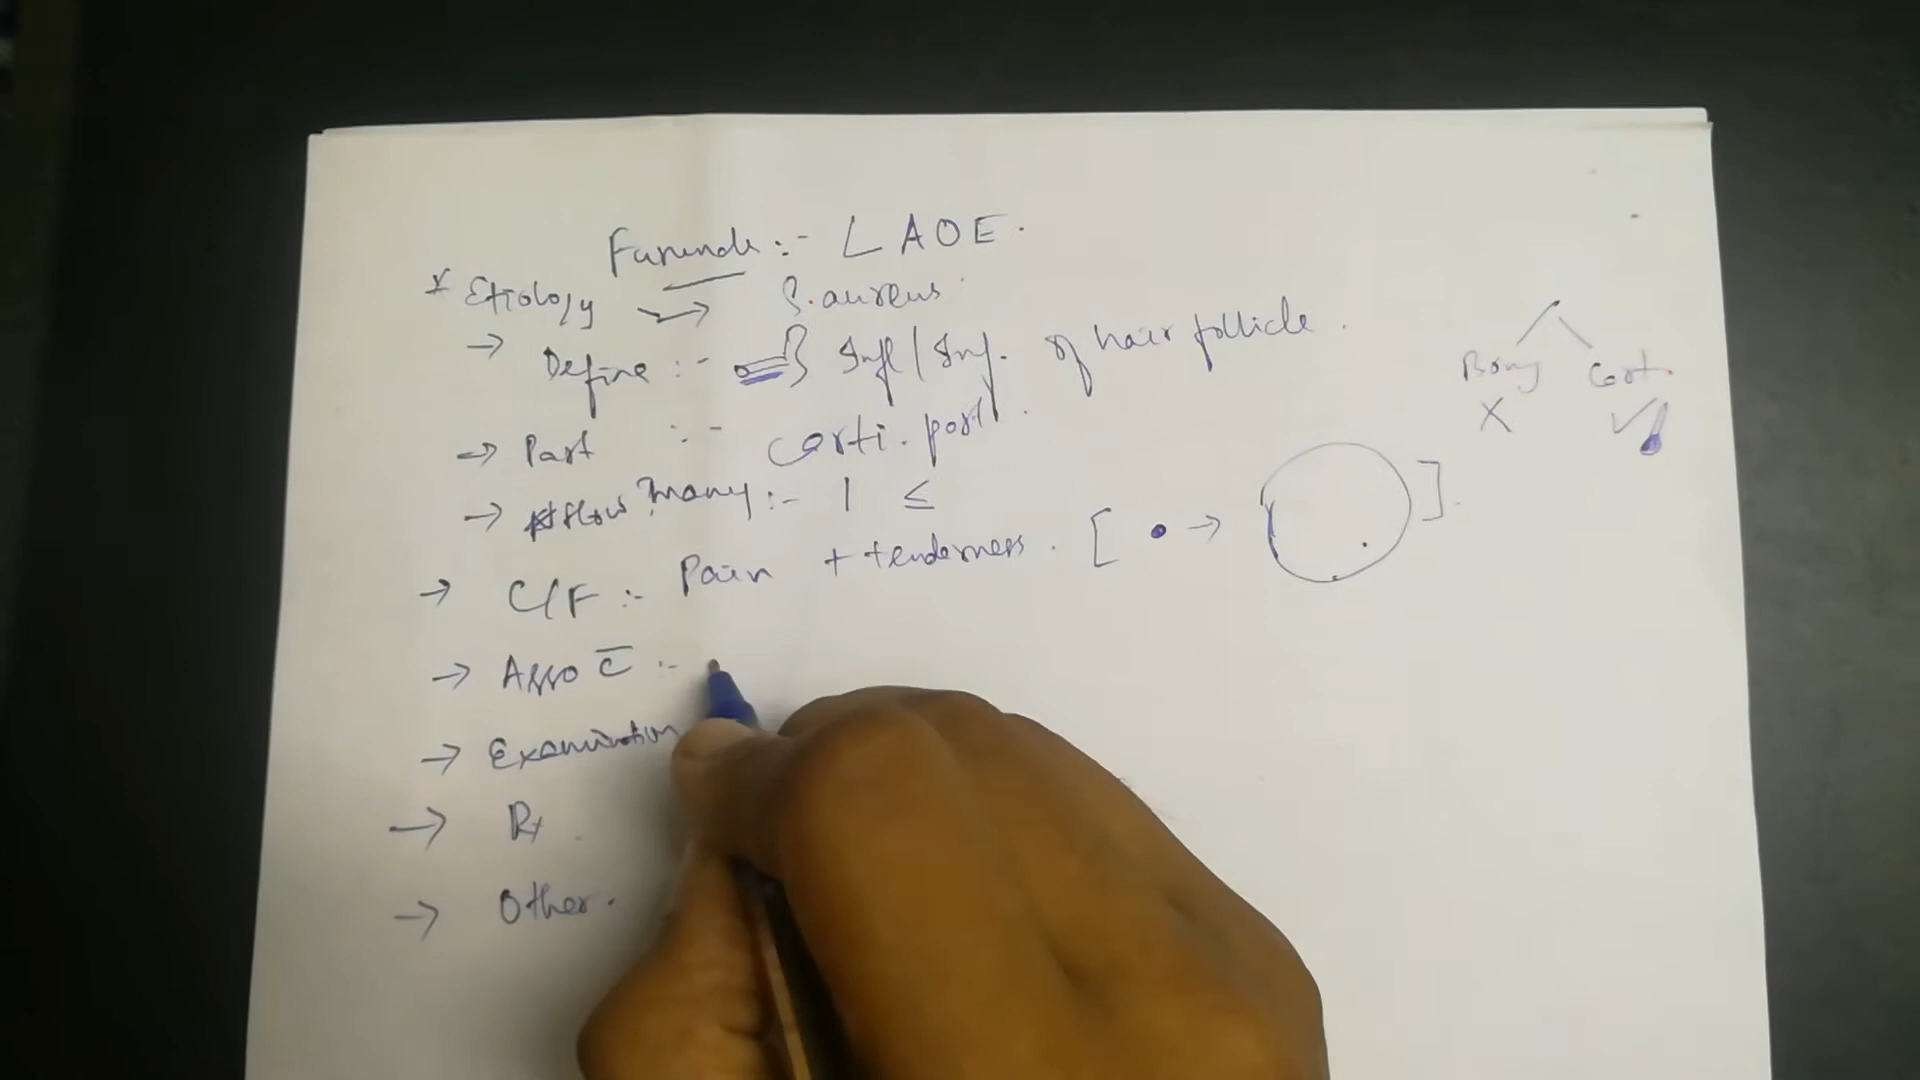 Furuncle :- LAOE.
* Etiology → S.aureus.
→ Define :- Infl / Inf. of hair follicle.
→ Part :- Carti. part.
→ How many :- 1 ≤
→ C/F :- Pain + tenderness. [ • → ]
→ Asso c̅ :-
→ Examination
→ Rx
→ Other.
Bony Cart.
X ✓